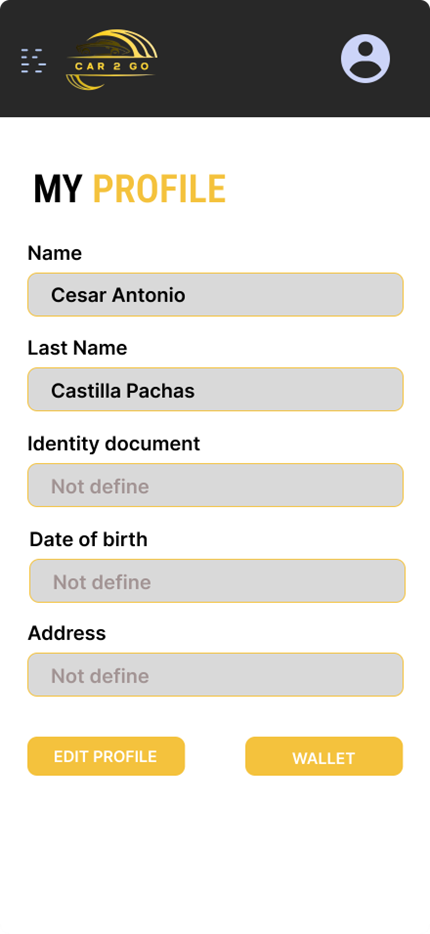 CAR 2 GO
MY PROFILE
Name
Cesar Antonio
Last Name
Castilla Pachas
Identity document
Not define
Date of birth
Not define
Address
Not define
EDIT PROFILE
WALLET